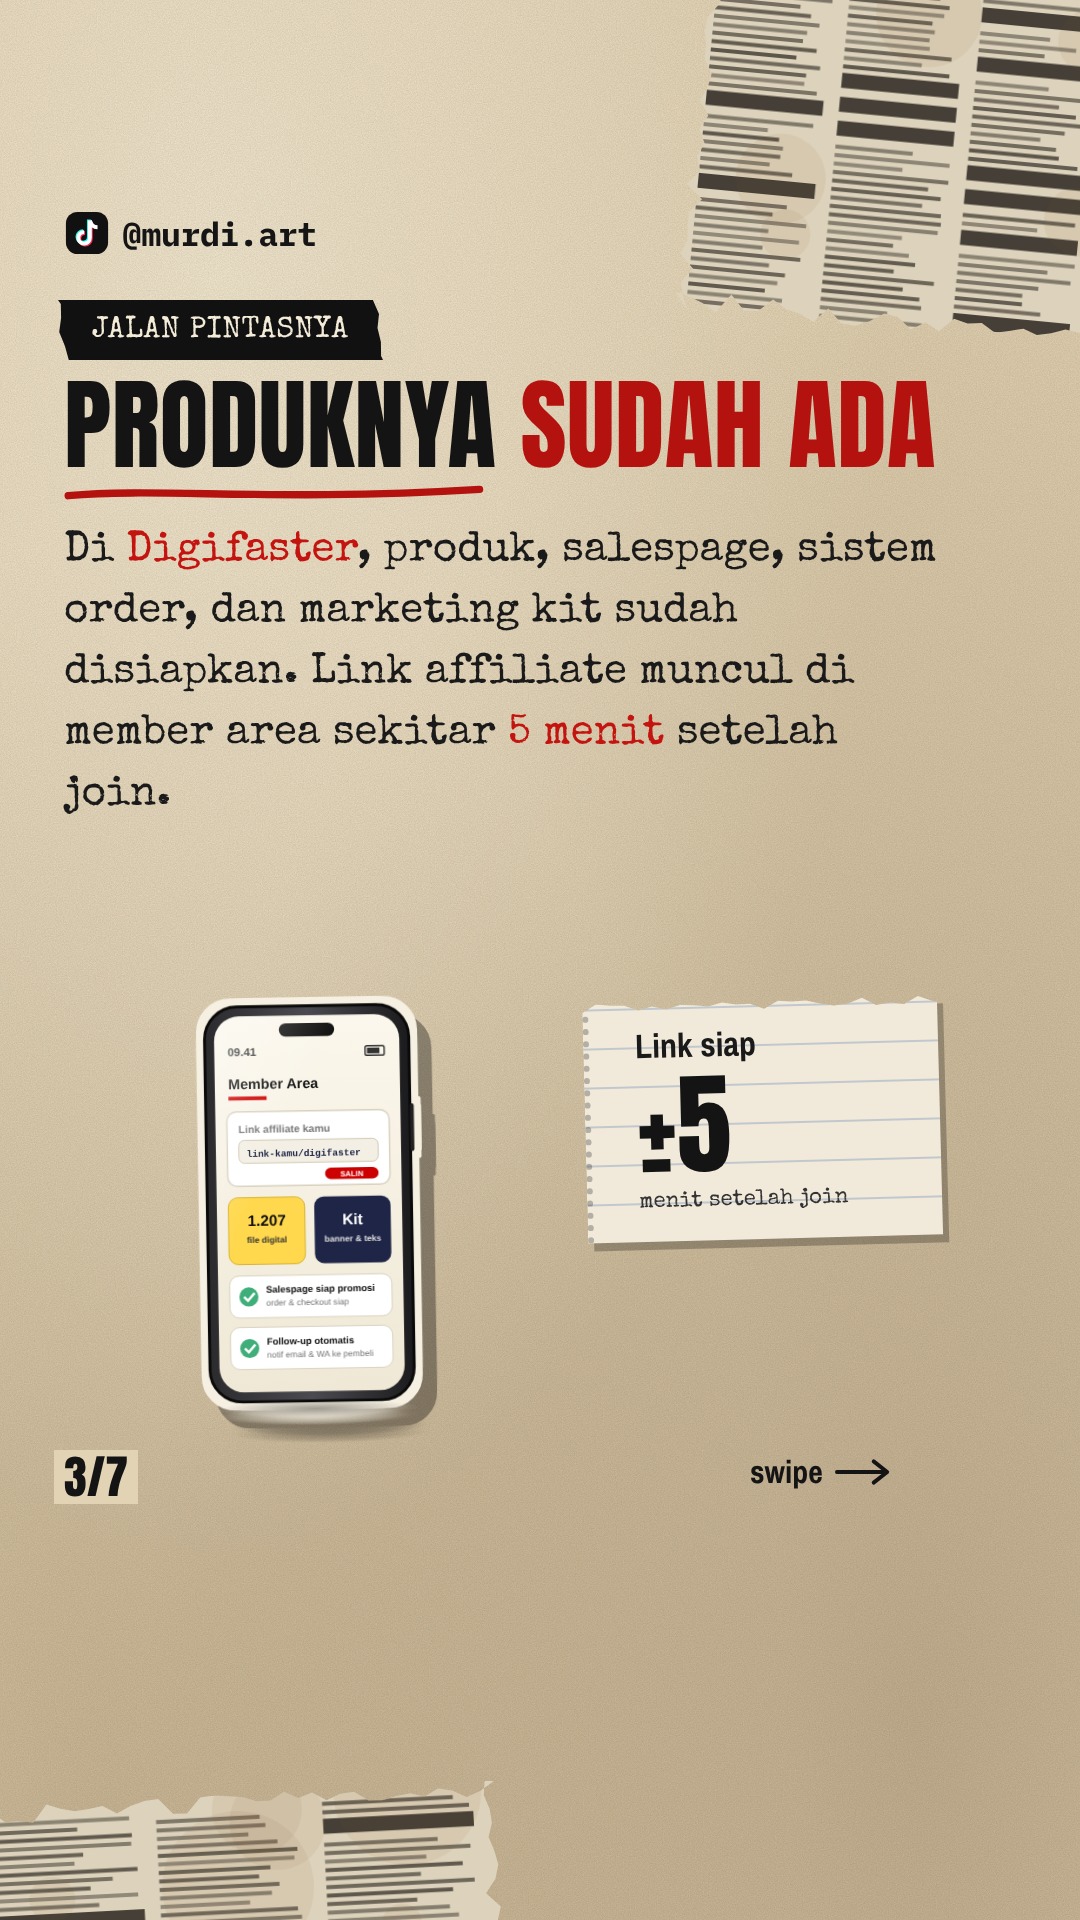 @murdi.art
JALAN PINTASNYA
PRODUKNYA SUDAH ADA
Di Digifaster, produk, salespage, sistem
order, dan marketing kit sudah
disiapkan. Link affiliate muncul di
member area sekitar 5 menit setelah
join.
09.41
Member Area
Link affiliate kamu
link-kamu/digifaster
SALIN
1.207
file digital
Kit
banner & teks
Salespage siap promosi
order & checkout siap
Follow-up otomatis
notif email & WA ke pembeli
Link siap
±5
menit setelah join
3/7
swipe →